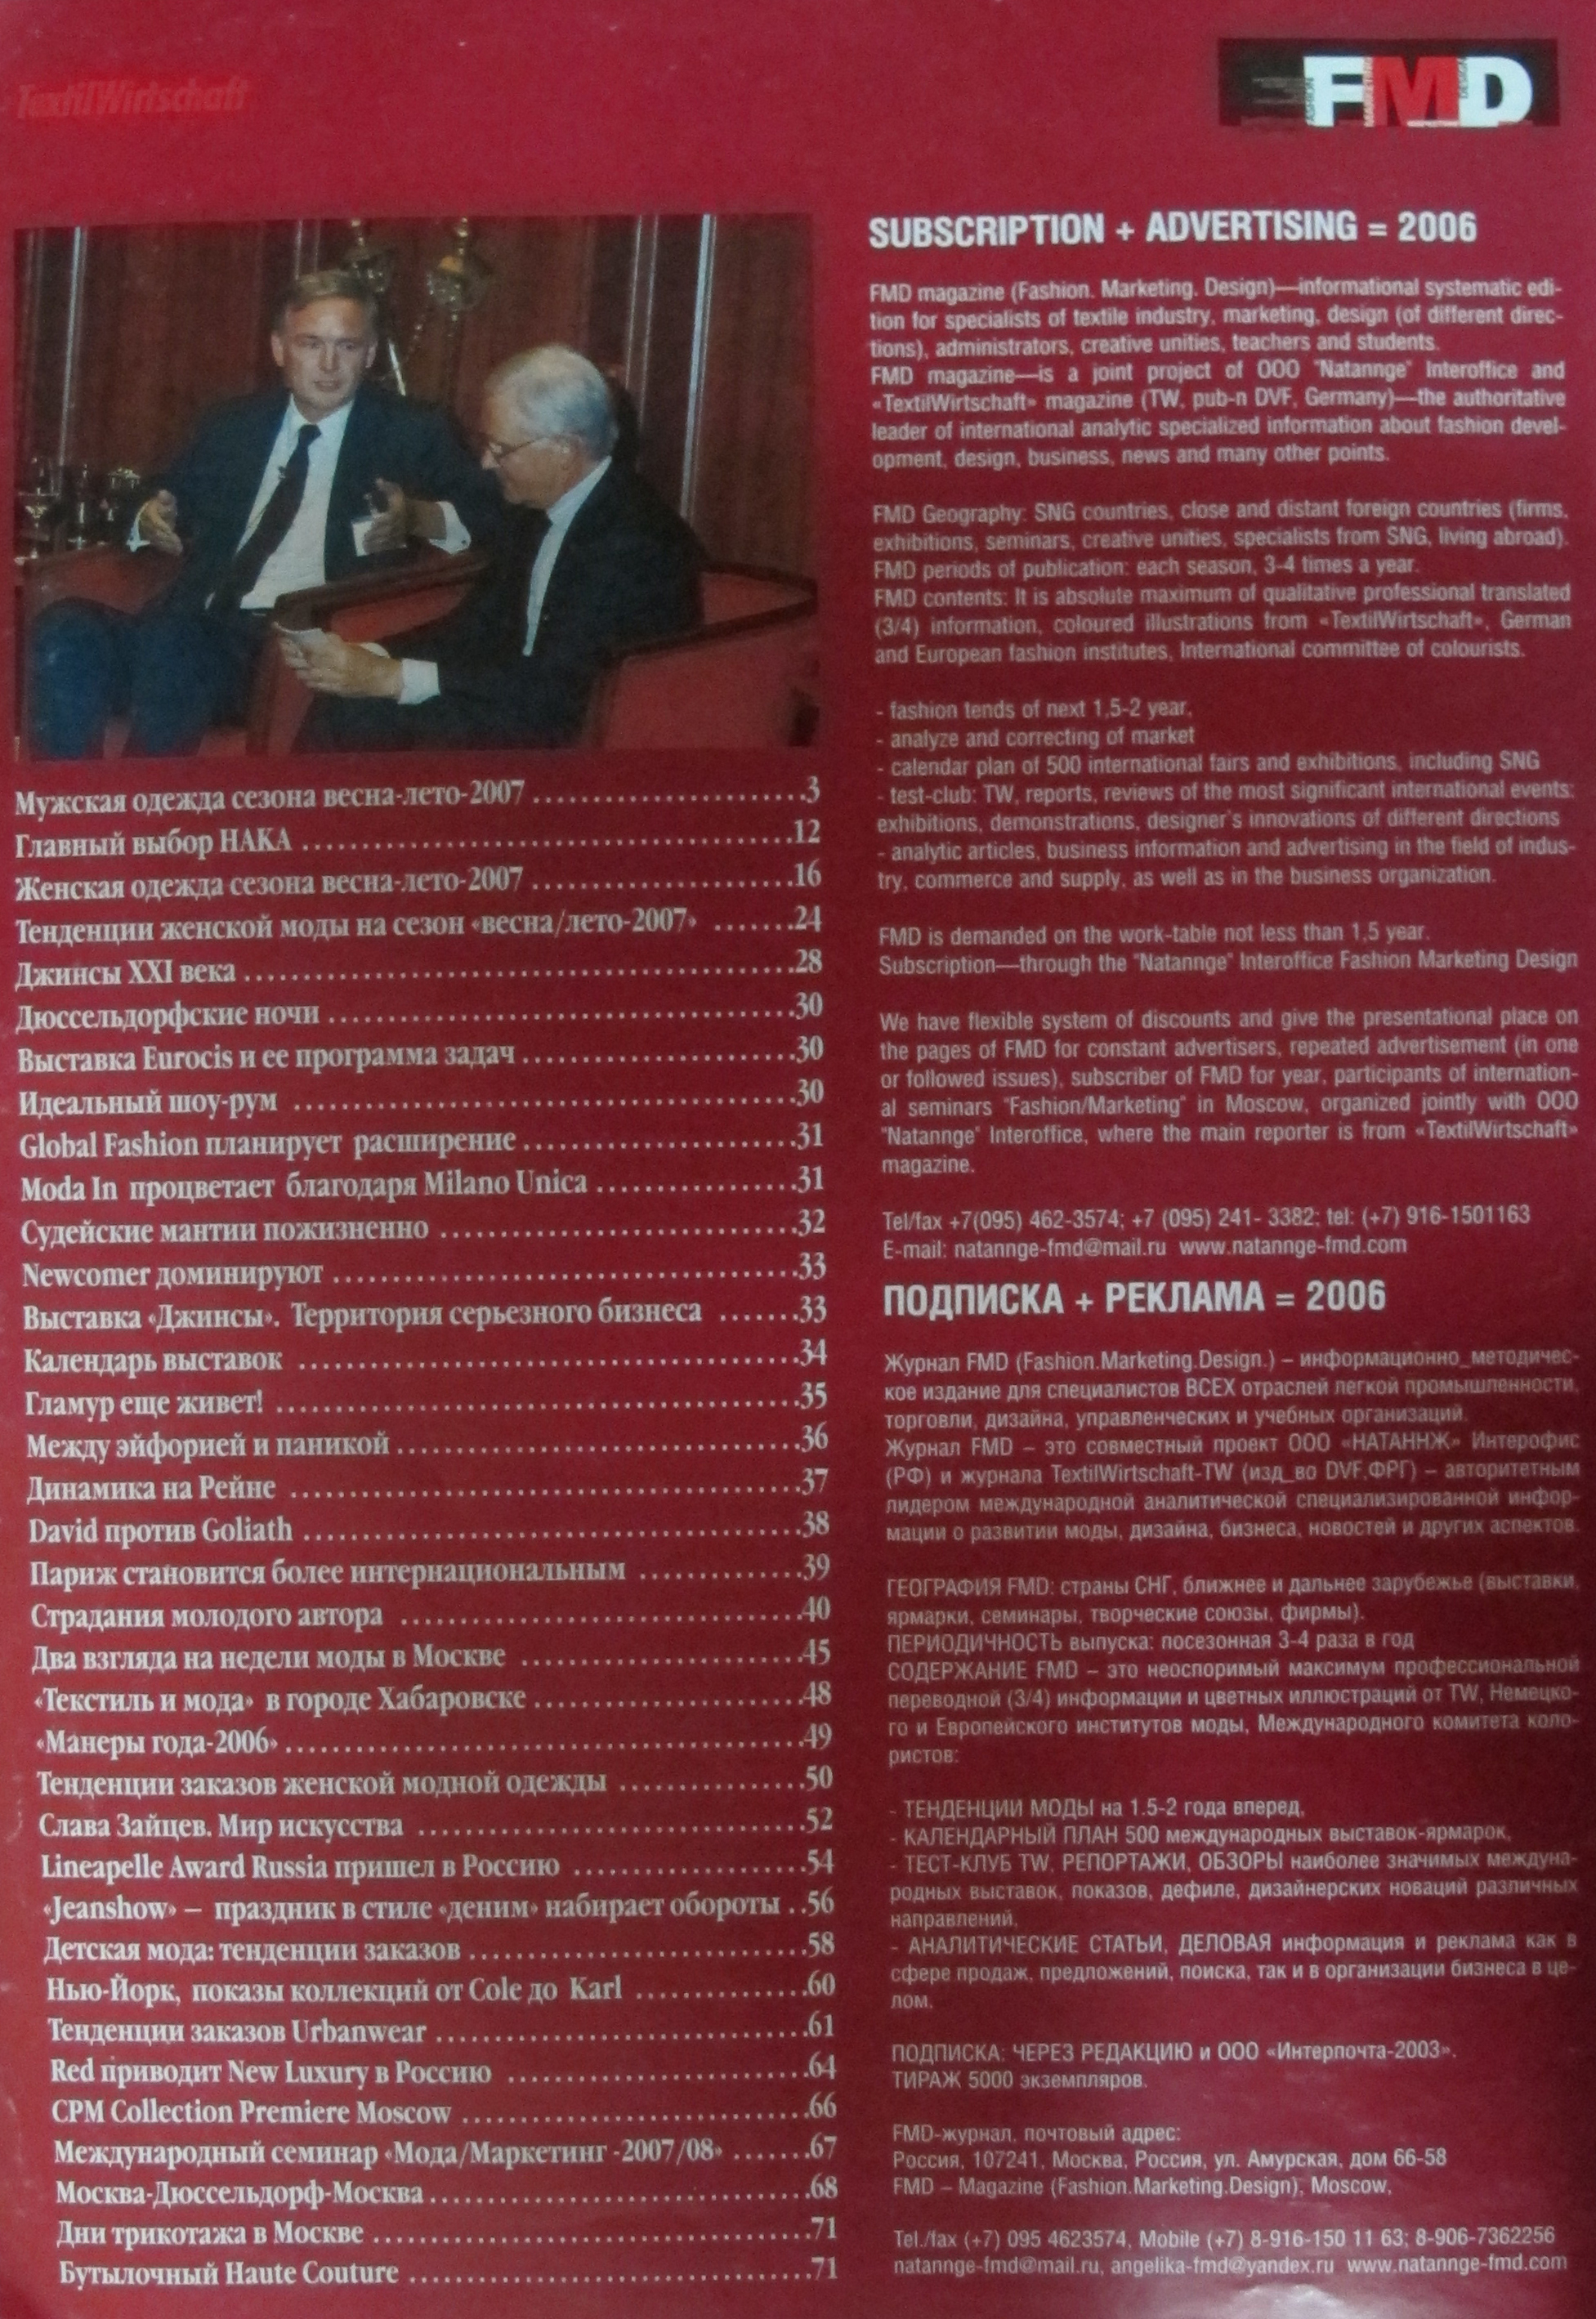 TextilWirtschaft
FMD
Мужская одежда сезона весна-лето-2007 ........................3
Главный выбор НАКА ........................12
Женская одежда сезона весна-лето-2007 ........................16
Тенденции женской моды на сезон «весна/лето-2007» .......24
Джинсы XXI века ........................28
Дюссельдорфские ночи ........................30
Выставка Eurocis и ее программа задач ........................30
Идеальный шоу-рум ........................30
Global Fashion планирует расширение ........................31
Moda In процветает благодаря Milano Unica ........................31
Судейские мантии пожизненно ........................32
Newcomer доминируют ........................33
Выставка «Джинсы». Территория серьезного бизнеса .......33
Календарь выставок ........................34
Гламур еще живет! ........................35
Между эйфорией и паникой ........................36
Динамика на Рейне ........................37
David против Goliath ........................38
Париж становится более интернациональным ........................39
Страдания молодого автора ........................40
Два взгляда на недели моды в Москве ........................45
«Текстиль и мода» в городе Хабаровске ........................48
«Манеры года-2006» ........................49
Тенденции заказов женской модной одежды ........................50
Слава Зайцев. Мир искусства ........................52
Lineapelle Award Russia пришел в Россию ........................54
«Jeanshow» – праздник в стиле «деним» набирает обороты ..56
Детская мода: тенденции заказов ........................58
Нью-Йорк, показы коллекций от Cole до Karl ........................60
Тенденции заказов Urbanwear ........................61
Red приводит New Luxury в Россию ........................64
CPM Collection Premiere Moscow ........................66
Международный семинар «Мода/Маркетинг -2007/08» .......67
Москва-Дюссельдорф-Москва ........................68
Дни трикотажа в Москве ........................71
Бутылочный Haute Couture ........................71
SUBSCRIPTION + ADVERTISING = 2006
FMD magazine (Fashion. Marketing. Design)—informational systematic edi-
tion for specialists of textile industry, marketing, design (of different direc-
tions), administrators, creative unities, teachers and students.
FMD magazine—is a joint project of OOO "Natannge" Interoffice and
«TextilWirtschaft» magazine (TW, pub-n DVF, Germany)—the authoritative
leader of international analytic specialized information about fashion devel-
opment, design, business, news and many other points.
FMD Geography: SNG countries, close and distant foreign countries (firms,
exhibitions, seminars, creative unities, specialists from SNG, living abroad).
FMD periods of publication: each season, 3-4 times a year.
FMD contents: It is absolute maximum of qualitative professional translated
(3/4) information, coloured illustrations from «TextilWirtschaft», German
and European fashion institutes, International committee of colourists.
- fashion tends of next 1,5-2 year,
- analyze and correcting of market
- calendar plan of 500 international fairs and exhibitions, including SNG
- test-club: TW, reports, reviews of the most significant international events:
exhibitions, demonstrations, designer's innovations of different directions
- analytic articles, business information and advertising in the field of indus-
try, commerce and supply, as well as in the business organization.
FMD is demanded on the work-table not less than 1,5 year.
Subscription—through the "Natannge" Interoffice Fashion Marketing Design
We have flexible system of discounts and give the presentational place on
the pages of FMD for constant advertisers, repeated advertisement (in one
or followed issues), subscriber of FMD for year, participants of internation-
al seminars "Fashion/Marketing" in Moscow, organized jointly with OOO
"Natannge" Interoffice, where the main reporter is from «TextilWirtschaft»
magazine.
Tel/fax +7(095) 462-3574; +7 (095) 241- 3382; tel: (+7) 916-1501163
E-mail: natannge-fmd@mail.ru www.natannge-fmd.com
ПОДПИСКА + РЕКЛАМА = 2006
Журнал FMD (Fashion.Marketing.Design.) – информационно_методичес-
кое издание для специалистов ВСЕХ отраслей легкой промышленности,
торговли, дизайна, управленческих и учебных организаций.
Журнал FMD – это совместный проект ООО «НАТАННЖ» Интерофис
(РФ) и журнала TextilWirtschaft-TW (изд_во DVF,ФРГ) – авторитетным
лидером международной аналитической специализированной инфор-
мации о развитии моды, дизайна, бизнеса, новостей и других аспектов.
ГЕОГРАФИЯ FMD: страны СНГ, ближнее и дальнее зарубежье (выставки,
ярмарки, семинары, творческие союзы, фирмы).
ПЕРИОДИЧНОСТЬ выпуска: посезонная 3-4 раза в год
СОДЕРЖАНИЕ FMD – это неоспоримый максимум профессиональной
переводной (3/4) информации и цветных иллюстраций от TW, Немецко-
го и Европейского институтов моды, Международного комитета коло-
ристов:
- ТЕНДЕНЦИИ МОДЫ на 1.5-2 года вперед,
- КАЛЕНДАРНЫЙ ПЛАН 500 международных выставок-ярмарок,
- ТЕСТ-КЛУБ TW, РЕПОРТАЖИ, ОБЗОРЫ наиболее значимых междуна-
родных выставок, показов, дефиле, дизайнерских новаций различных
направлений,
- АНАЛИТИЧЕСКИЕ СТАТЬИ, ДЕЛОВАЯ информация и реклама как в
сфере продаж, предложений, поиска, так и в организации бизнеса в це-
лом.
ПОДПИСКА: ЧЕРЕЗ РЕДАКЦИЮ и ООО «Интерпочта-2003».
ТИРАЖ 5000 экземпляров.
FMD-журнал, почтовый адрес:
Россия, 107241, Москва, Россия, ул. Амурская, дом 66-58
FMD – Magazine (Fashion.Marketing.Design), Moscow,
Tel./fax (+7) 095 4623574, Mobile (+7) 8-916-150 11 63; 8-906-7362256
natannge-fmd@mail.ru, angelika-fmd@yandex.ru www.natannge-fmd.com